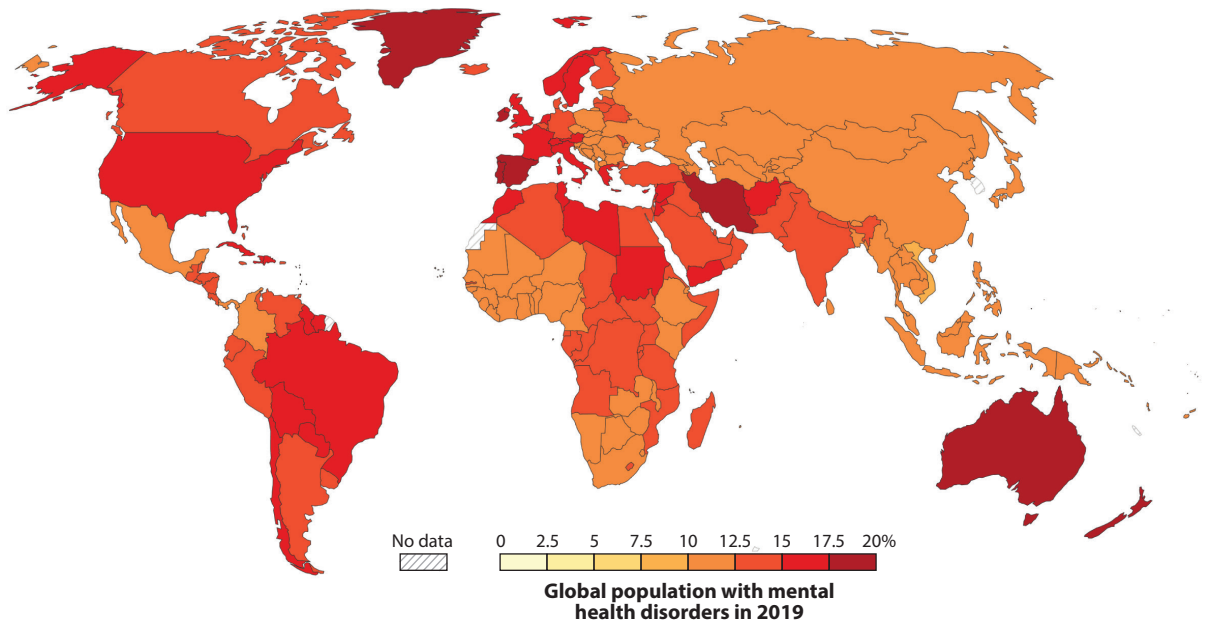 No data
0 2.5 5 7.5 10 12.5 15 17.5 20%
Global population with mental
health disorders in 2019